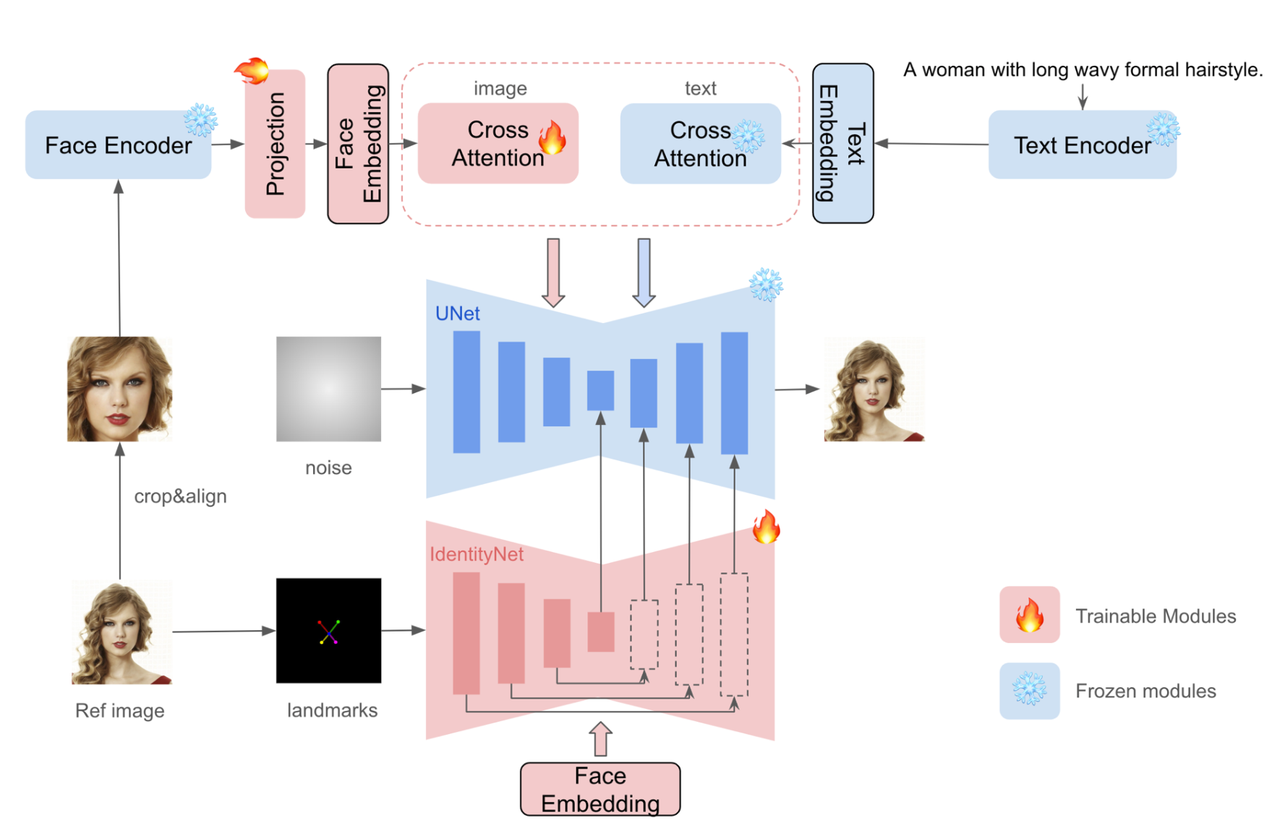 A woman with long wavy formal hairstyle.
image
text
Face Encoder
Projection
Face
Embedding
Cross
Attention
Cross
Attention
Text
Embedding
Text Encoder
UNet
noise
crop&align
IdentityNet
Ref image
landmarks
Trainable Modules
Frozen modules
Face
Embedding